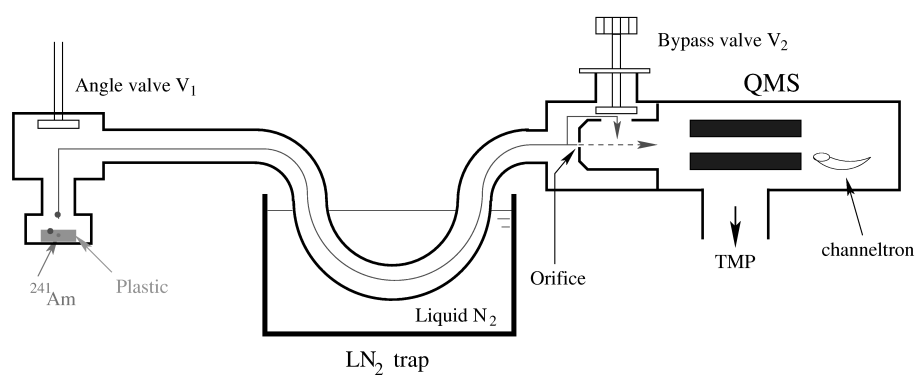 Bypass valve V2
QMS
Angle valve V1
channeltron
TMP
Orifice
241Am
Plastic
Liquid N2
LN2 trap